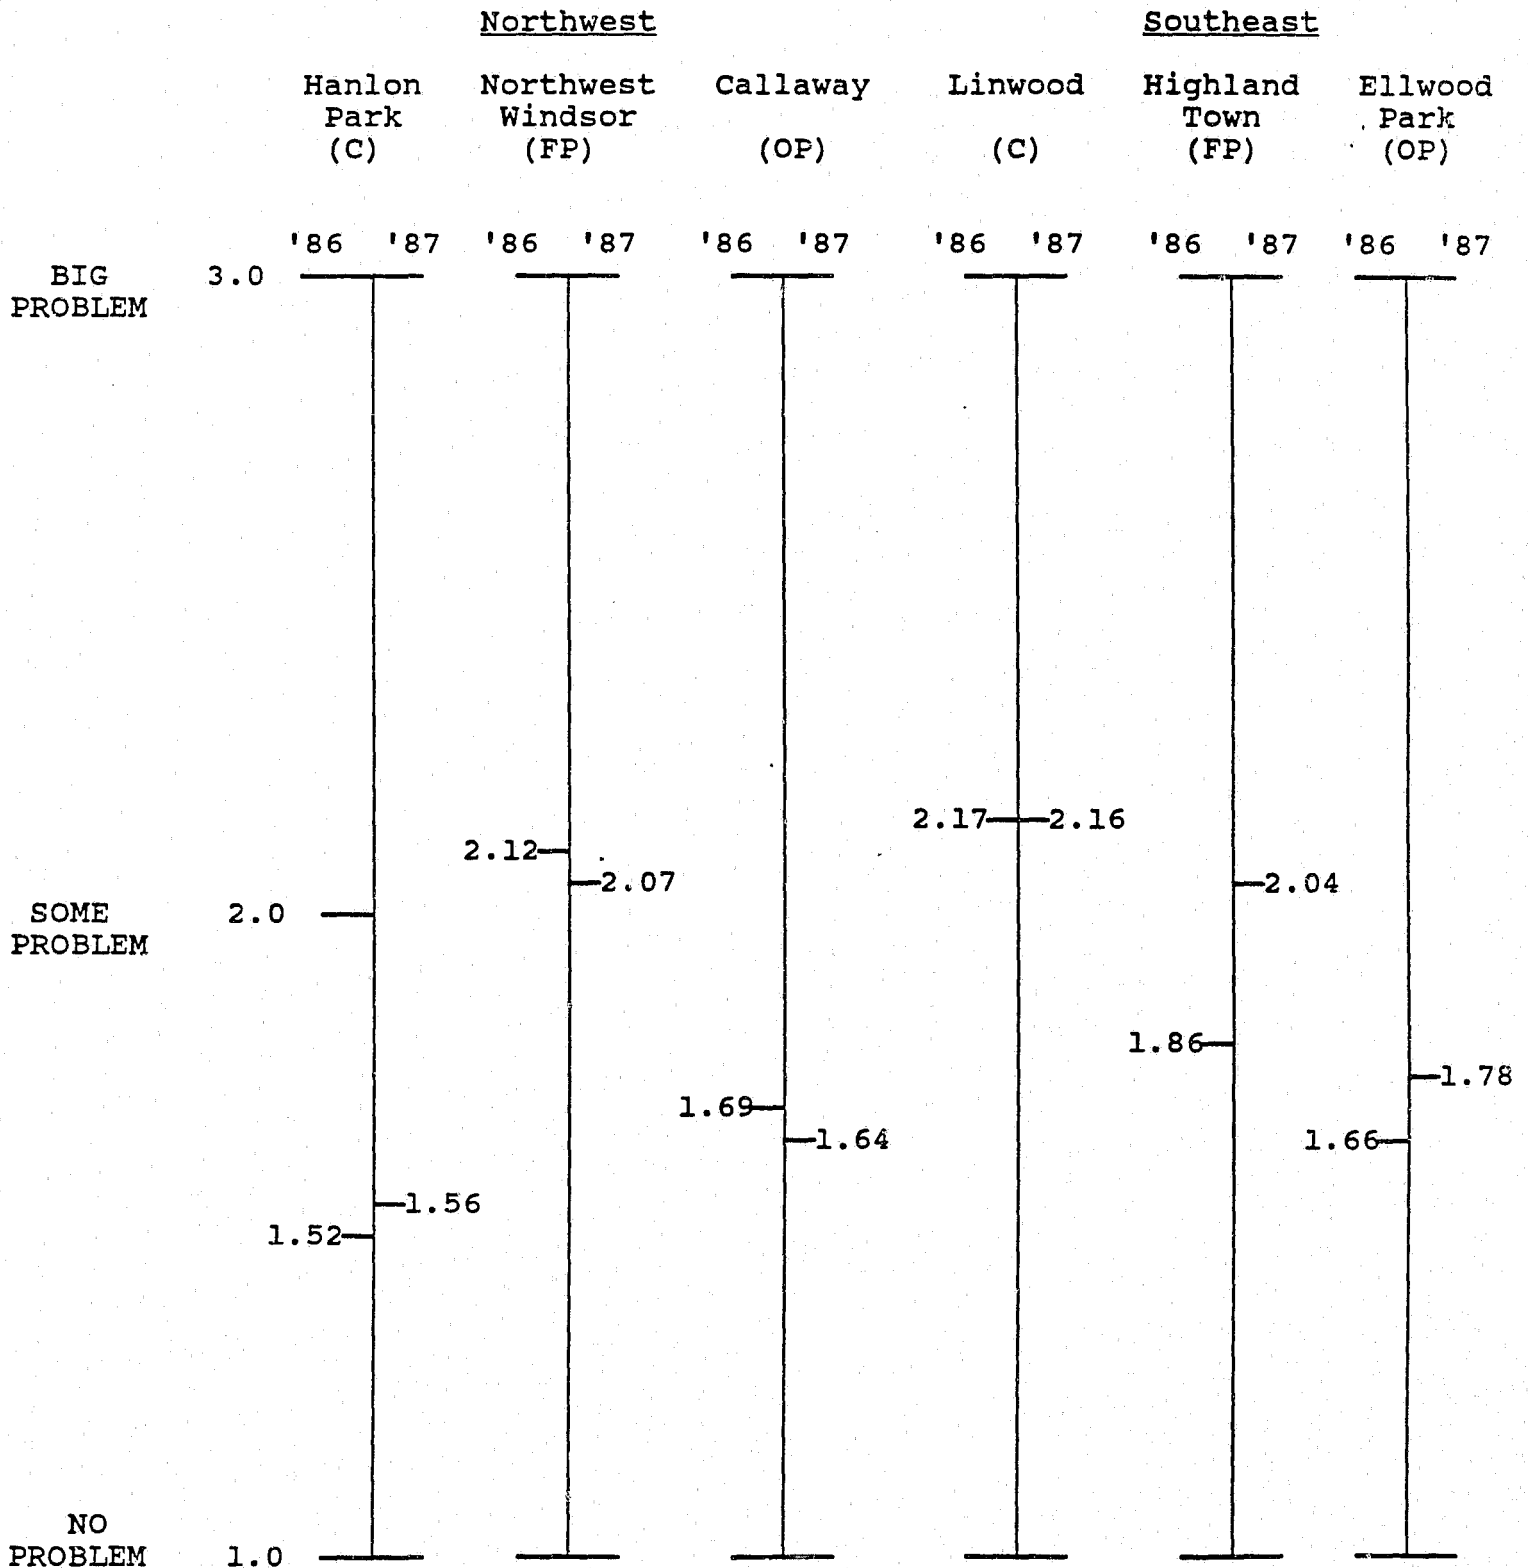 Northwest Southeast
Hanlon Northwest Callaway Linwood Highland Ellwood
Park Windsor Town Park
(C) (FP) (OP) (C) (FP) (OP)
'86 '87 '86 '87 '86 '87 '86 '87 '86 '87 '86 '87
BIG 3.0
PROBLEM
2.17 2.16
2.12
2.07 2.04
SOME 2.0
PROBLEM
1.86
1.78
1.69
1.64 1.66
1.56
1.52
NO
PROBLEM 1.0